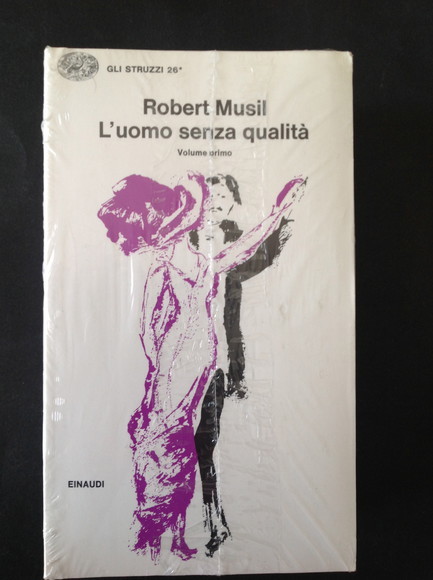 GLI STRUZZI 26*
Robert Musil
L'uomo senza qualità
Volume primo
EINAUDI